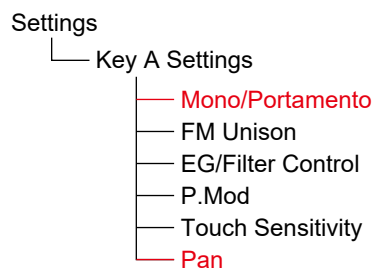 Settings
Key A Settings
Mono/Portamento
FM Unison
EG/Filter Control
P.Mod
Touch Sensitivity
Pan